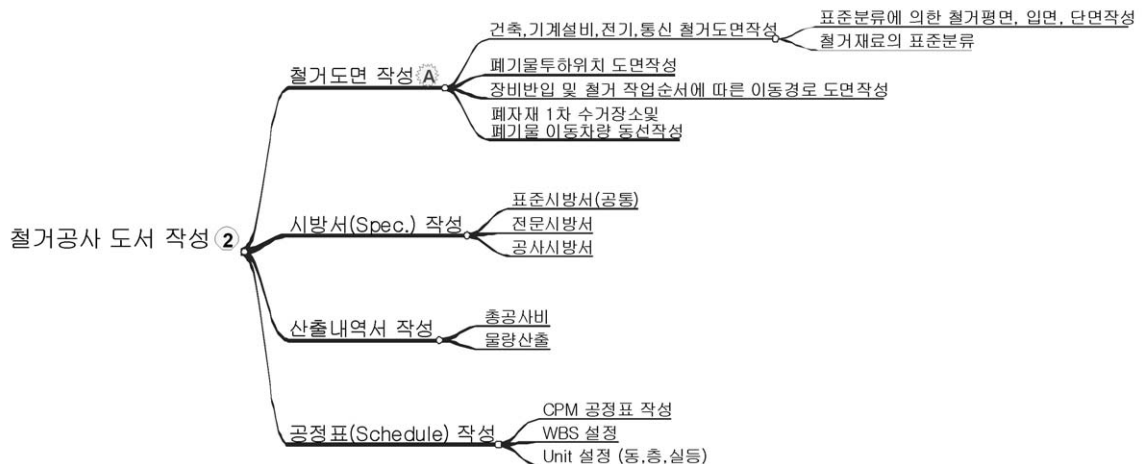 철거공사 도서 작성 2
철거도면 작성 A
건축,기계설비,전기,통신 철거도면작성
표준분류에 의한 철거평면, 입면, 단면작성
철거재료의 표준분류
폐기물투하위치 도면작성
장비반입 및 철거 작업순서에 따른 이동경로 도면작성
폐자재 1차 수거장소및
폐기물 이동차량 동선작성
시방서(Spec.) 작성
표준시방서(공통)
전문시방서
공사시방서
산출내역서 작성
총공사비
물량산출
공정표(Schedule) 작성
CPM 공정표 작성
WBS 설정
Unit 설정 (동,층,실등)